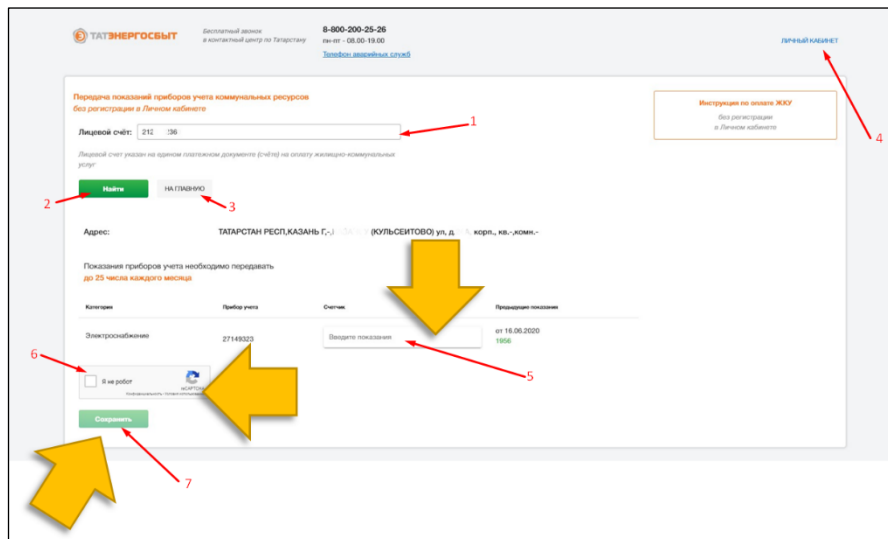 ТАТЭНЕРГОСБЫТ
Бесплатный звонок
в контактный центр по Татарстану
8-800-200-25-26
пн-пт - 08.00-19.00
Телефон аварийных служб
ЛИЧНЫЙ КАБИНЕТ
4
Передача показаний приборов учета коммунальных ресурсов
без регистрации в Личном кабинете
Инструкция по оплате ЖКУ
без регистрации
в Личном кабинете
Лицевой счёт:
1
Лицевой счет указан на едином платежном документе (счёте) на оплату жилищно-коммунальных
услуг
Найти
НА ГЛАВНУЮ
2
3
Адрес: ТАТАРСТАН РЕСП,КАЗАНЬ Г,-, (КУЛЬСЕИТОВО) ул, д. корп., кв.-,комн.-
Показания приборов учета необходимо передавать
до 25 числа каждого месяца
Категория Прибор учета Счетчик Предыдущие показания
Электроснабжение 27149323 Введите показания от 16.06.2020
1956
5
6
Я не робот
reCAPTCHA
Сохранить
7